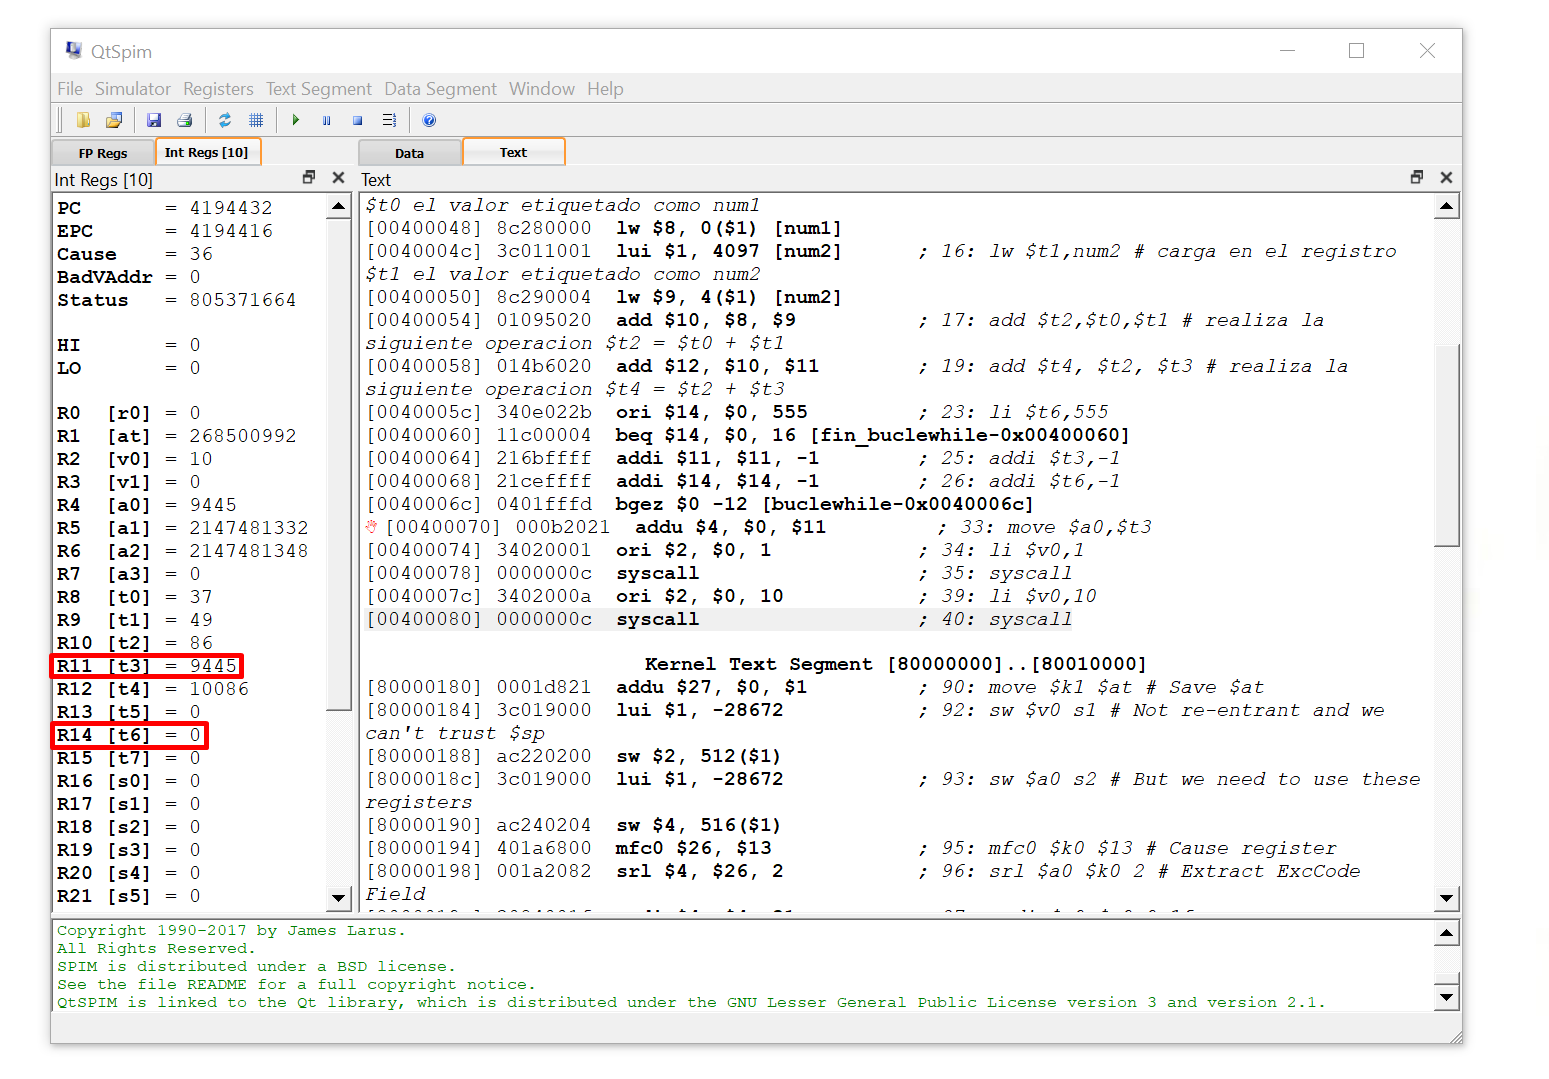 QtSpim
File Simulator Registers Text Segment Data Segment Window Help
FP Regs Int Regs [10] Data Text
Int Regs [10]
PC = 4194432
EPC = 4194416
Cause = 36
BadVAddr = 0
Status = 805371664
HI = 0
LO = 0
R0 [r0] = 0
R1 [at] = 268500992
R2 [v0] = 10
R3 [v1] = 0
R4 [a0] = 9445
R5 [a1] = 2147481332
R6 [a2] = 2147481348
R7 [a3] = 0
R8 [t0] = 37
R9 [t1] = 49
R10 [t2] = 86
R11 [t3] = 9445
R12 [t4] = 10086
R13 [t5] = 0
R14 [t6] = 0
R15 [t7] = 0
R16 [s0] = 0
R17 [s1] = 0
R18 [s2] = 0
R19 [s3] = 0
R20 [s4] = 0
R21 [s5] = 0
Text
$t0 el valor etiquetado como num1
[00400048] 8c280000 lw $8, 0($1) [num1]
[0040004c] 3c011001 lui $1, 4097 [num2] ; 16: lw $t1,num2 # carga en el registro
$t1 el valor etiquetado como num2
[00400050] 8c290004 lw $9, 4($1) [num2]
[00400054] 01095020 add $10, $8, $9 ; 17: add $t2,$t0,$t1 # realiza la
siguiente operacion $t2 = $t0 + $t1
[00400058] 014b6020 add $12, $10, $11 ; 19: add $t4, $t2, $t3 # realiza la
siguiente operacion $t4 = $t2 + $t3
[0040005c] 340e022b ori $14, $0, 555 ; 23: li $t6,555
[00400060] 11c00004 beq $14, $0, 16 [fin_buclewhile-0x00400060]
[00400064] 216bffff addi $11, $11, -1 ; 25: addi $t3,-1
[00400068] 21ceffff addi $14, $14, -1 ; 26: addi $t6,-1
[0040006c] 0401fffd bgez $0 -12 [buclewhile-0x0040006c]
[00400070] 000b2021 addu $4, $0, $11 ; 33: move $a0,$t3
[00400074] 34020001 ori $2, $0, 1 ; 34: li $v0,1
[00400078] 0000000c syscall ; 35: syscall
[0040007c] 3402000a ori $2, $0, 10 ; 39: li $v0,10
[00400080] 0000000c syscall ; 40: syscall
Kernel Text Segment [80000000]..[80010000]
[80000180] 0001d821 addu $27, $0, $1 ; 90: move $k1 $at # Save $at
[80000184] 3c019000 lui $1, -28672 ; 92: sw $v0 s1 # Not re-entrant and we
can't trust $sp
[80000188] ac220200 sw $2, 512($1)
[8000018c] 3c019000 lui $1, -28672 ; 93: sw $a0 s2 # But we need to use these
registers
[80000190] ac240204 sw $4, 516($1)
[80000194] 401a6800 mfc0 $26, $13 ; 95: mfc0 $k0 $13 # Cause register
[80000198] 001a2082 srl $4, $26, 2 ; 96: srl $a0 $k0 2 # Extract ExcCode
Field
Copyright 1990-2017 by James Larus.
All Rights Reserved.
SPIM is distributed under a BSD license.
See the file README for a full copyright notice.
QtSPIM is linked to the Qt library, which is distributed under the GNU Lesser General Public License version 3 and version 2.1.